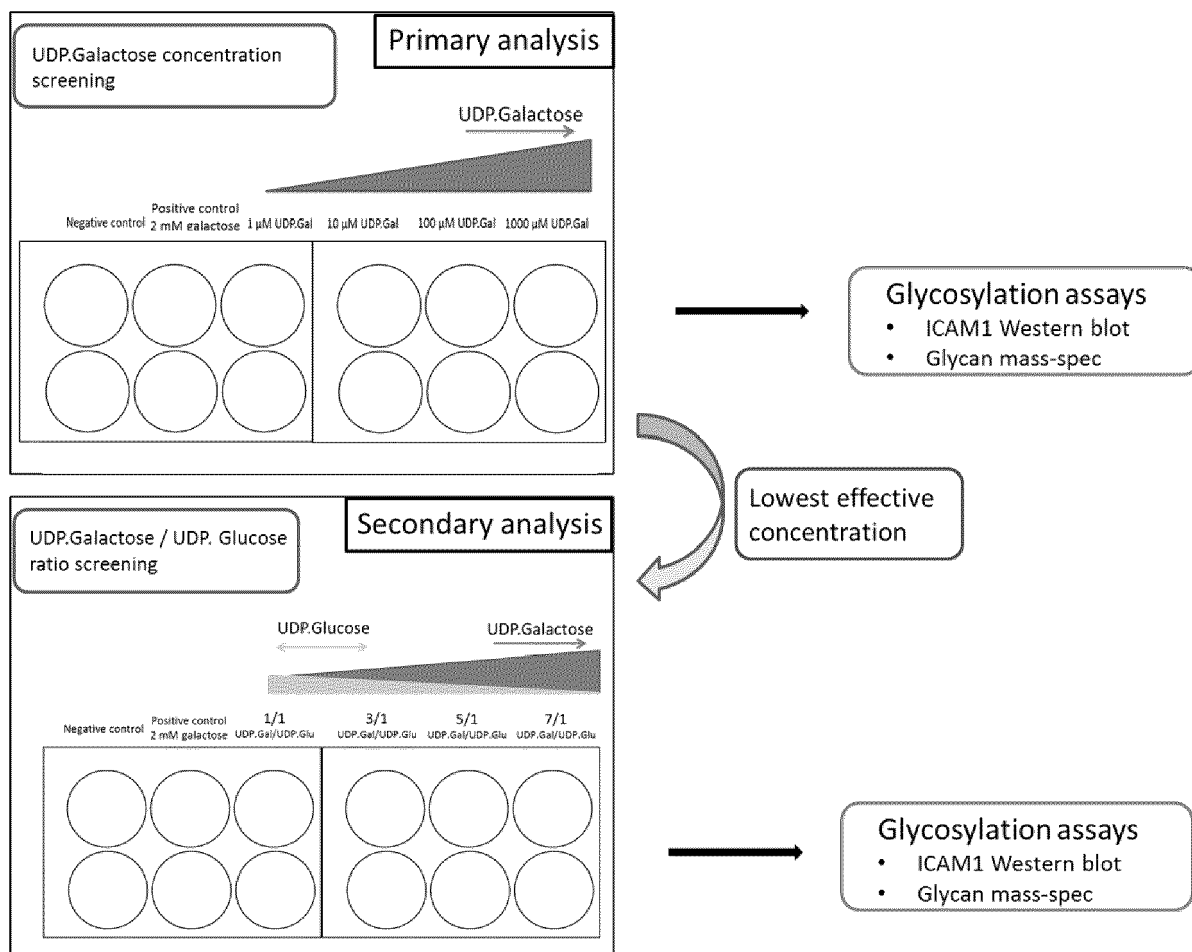 Primary analysis
UDP.Galactose concentration
screening
UDP.Galactose
Negative control
Positive control
2 mM galactose
1 µM UDP.Gal
10 µM UDP.Gal
100 µM UDP.Gal
1000 µM UDP.Gal
Glycosylation assays
• ICAM1 Western blot
• Glycan mass-spec
Lowest effective
concentration
Secondary analysis
UDP.Galactose / UDP. Glucose
ratio screening
UDP.Glucose
UDP.Galactose
Negative control
Positive control
2 mM galactose
1/1
UDP.Gal/UDP.Glu
3/1
UDP.Gal/UDP.Glu
5/1
UDP.Gal/UDP.Glu
7/1
UDP.Gal/UDP.Glu
Glycosylation assays
• ICAM1 Western blot
• Glycan mass-spec